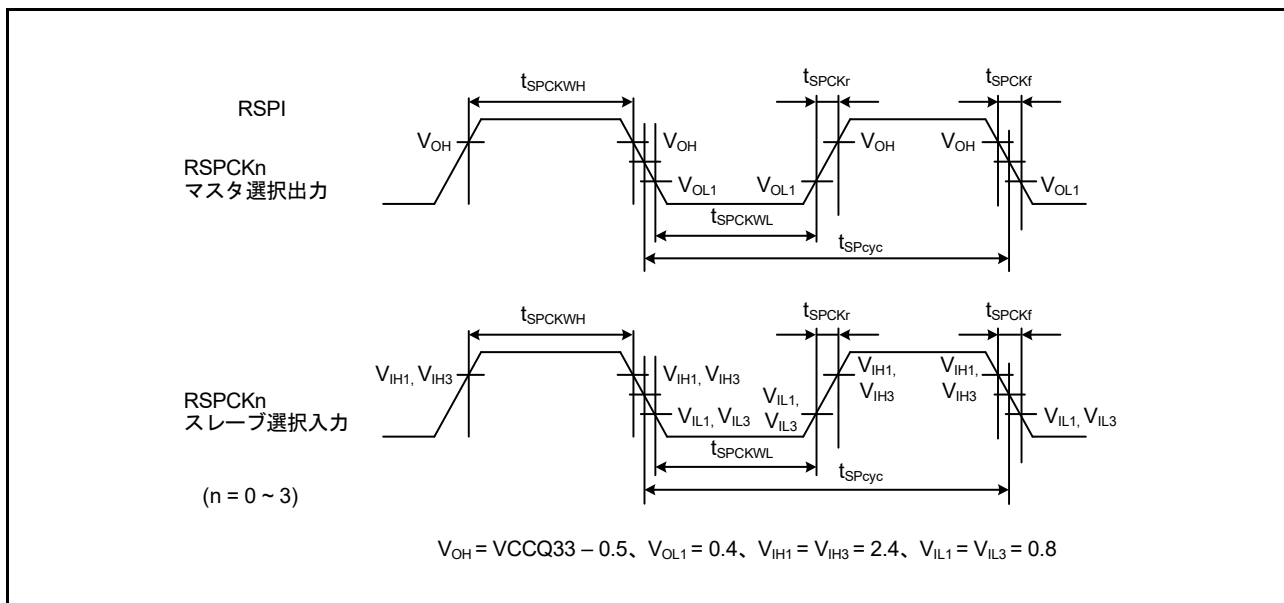 tSPCKWH
tSPCKr
tSPCKf
RSPI
VOH
VOH
VOH
VOH
RSPCKn
マスタ選択出力
VOL1
VOL1
VOL1
tSPCKWL
tSPcyc
tSPCKWH
tSPCKr
tSPCKf
VIH1, VIH3
VIH1, VIH3
VIH1,
VIH3
VIH1,
VIH3
RSPCKn
スレーブ選択入力
VIL1, VIL3
VIL1,
VIL3
VIL1, VIL3
tSPCKWL
tSPcyc
(n = 0 ~ 3)
VOH = VCCQ33 – 0.5、VOL1 = 0.4、VIH1 = VIH3 = 2.4、VIL1 = VIL3 = 0.8